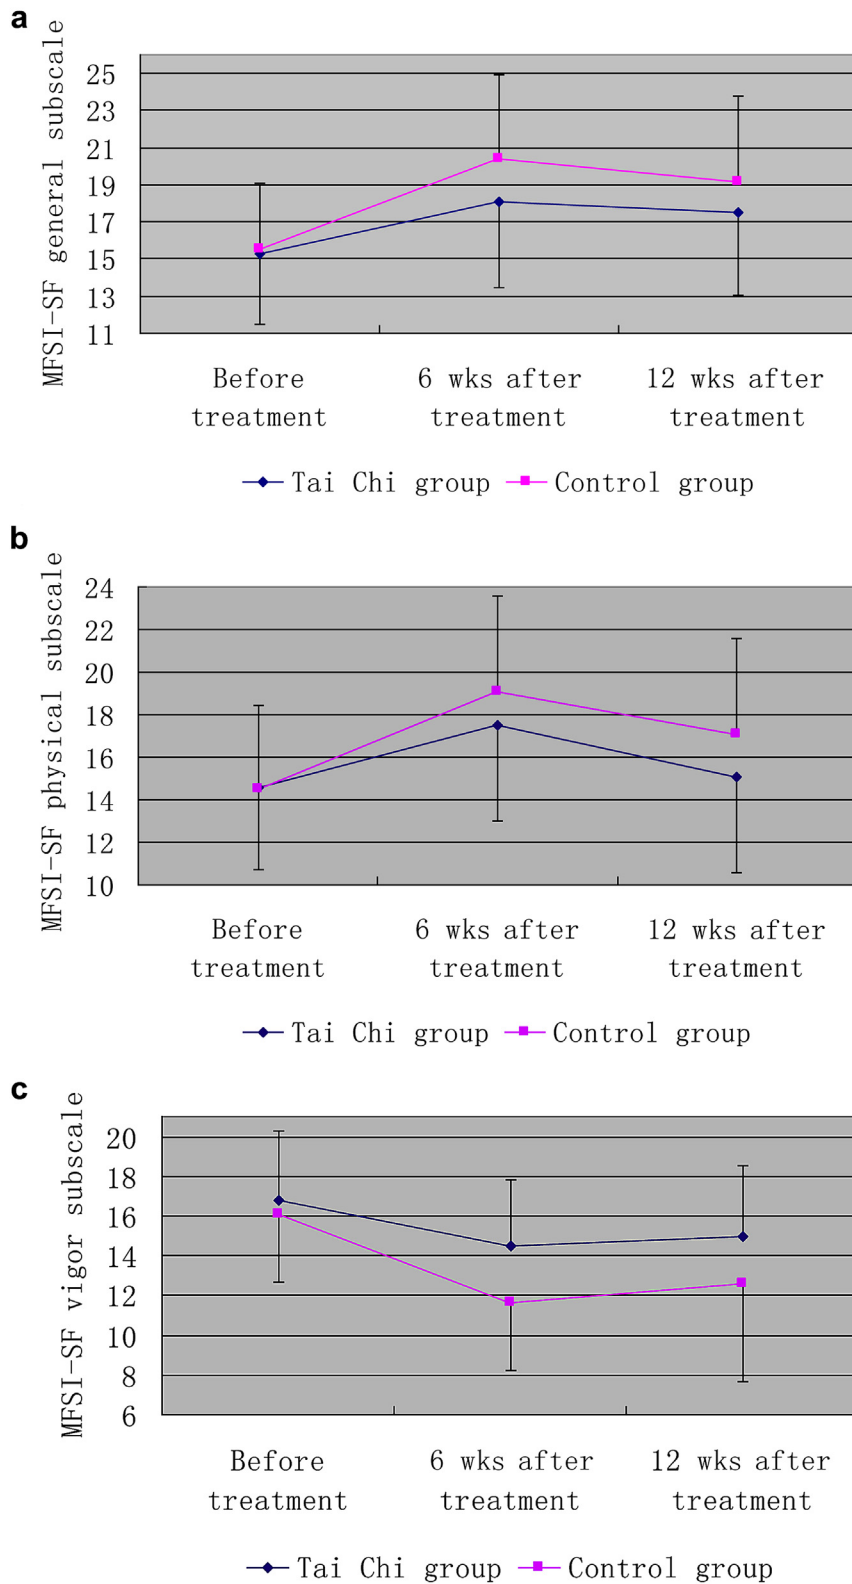 a
MFSI-SF general subscale
25
23
21
19
17
15
13
11
Before
treatment
6 wks after
treatment
12 wks after
treatment
Tai Chi group
Control group
b
MFSI-SF physical subscale
24
22
20
18
16
14
12
10
Before
treatment
6 wks after
treatment
12 wks after
treatment
Tai Chi group
Control group
c
MFSI-SF vigor subscale
20
18
16
14
12
10
8
6
Before
treatment
6 wks after
treatment
12 wks after
treatment
Tai Chi group
Control group